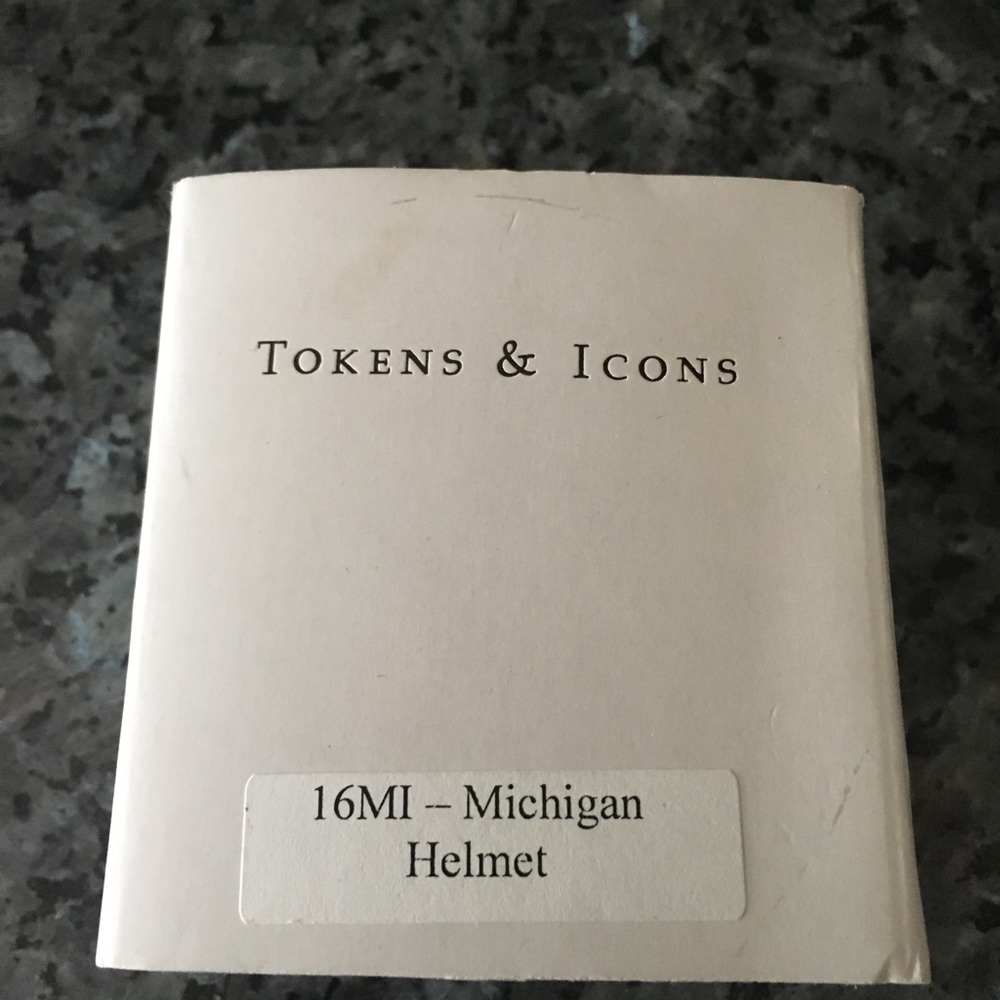 TOKENS & ICONS
16MI -- Michigan
Helmet